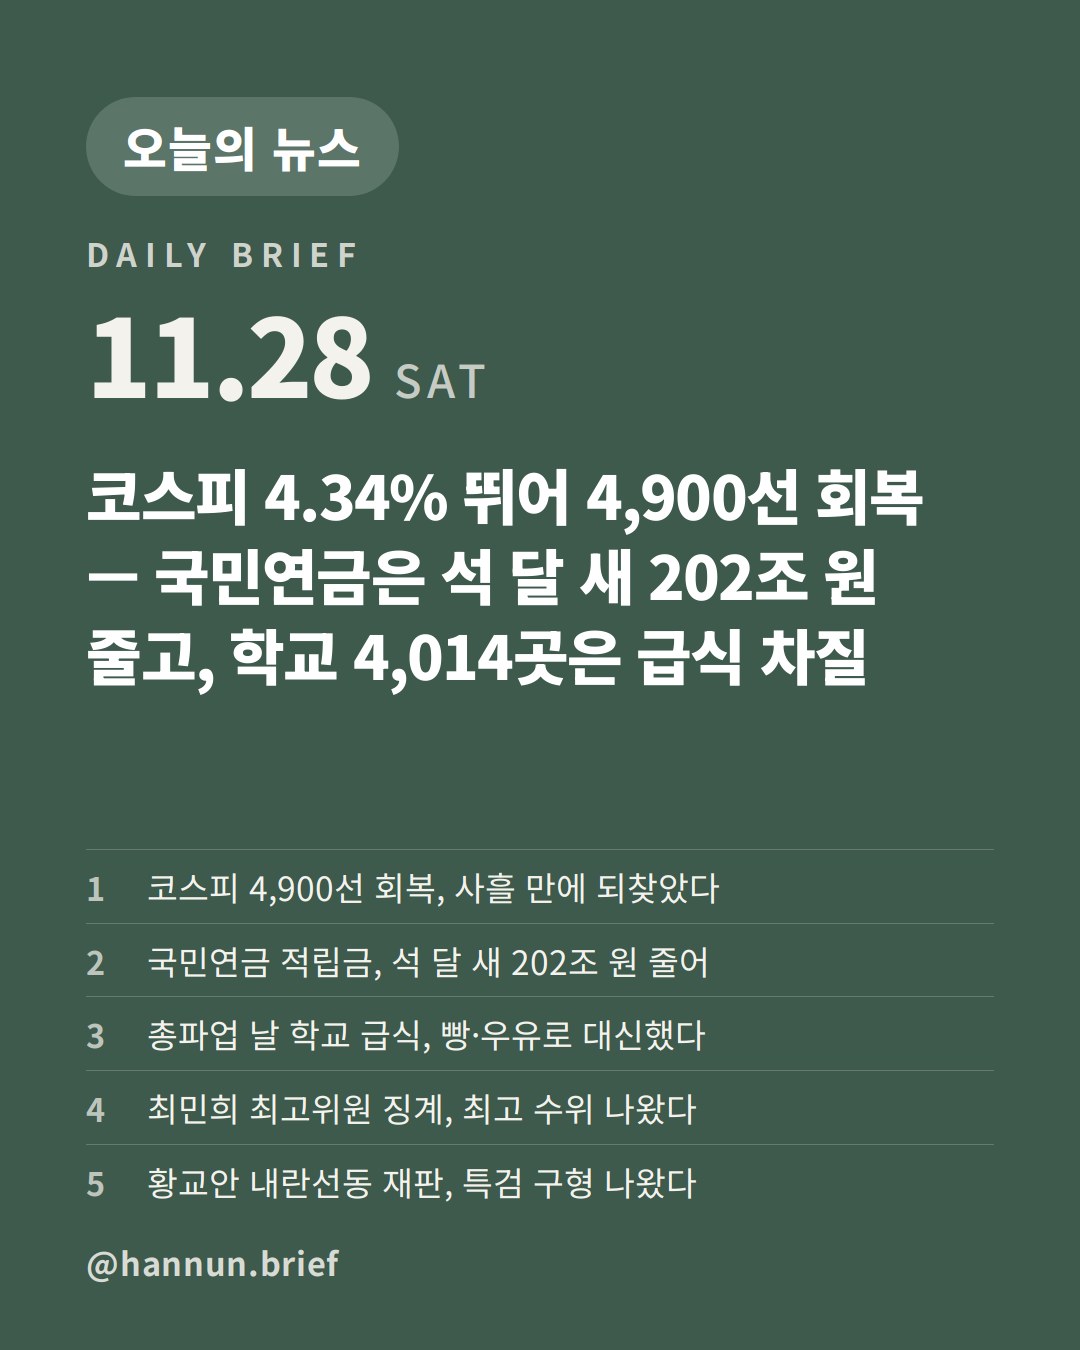 오늘의 뉴스
DAILY BRIEF
11.28 SAT
코스피 4.34% 뛰어 4,900선 회복
— 국민연금은 석 달 새 202조 원
줄고, 학교 4,014곳은 급식 차질
1 코스피 4,900선 회복, 사흘 만에 되찾았다
2 국민연금 적립금, 석 달 새 202조 원 줄어
3 총파업 날 학교 급식, 빵·우유로 대신했다
4 최민희 최고위원 징계, 최고 수위 나왔다
5 황교안 내란선동 재판, 특검 구형 나왔다
@hannun.brief